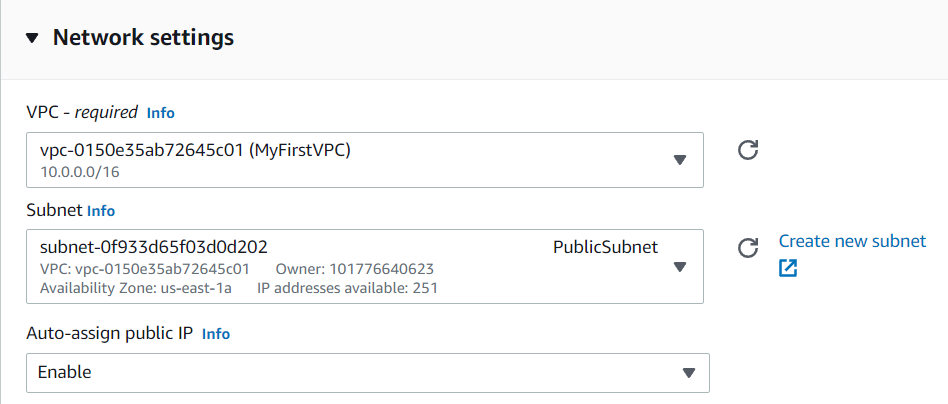 Network settings
VPC - required Info
vpc-0150e35ab72645c01 (MyFirstVPC)
10.0.0.0/16
Subnet Info
subnet-0f933d65f03d0d202 PublicSubnet
VPC: vpc-0150e35ab72645c01 Owner: 101776640623
Availability Zone: us-east-1a IP addresses available: 251
Create new subnet
Auto-assign public IP Info
Enable